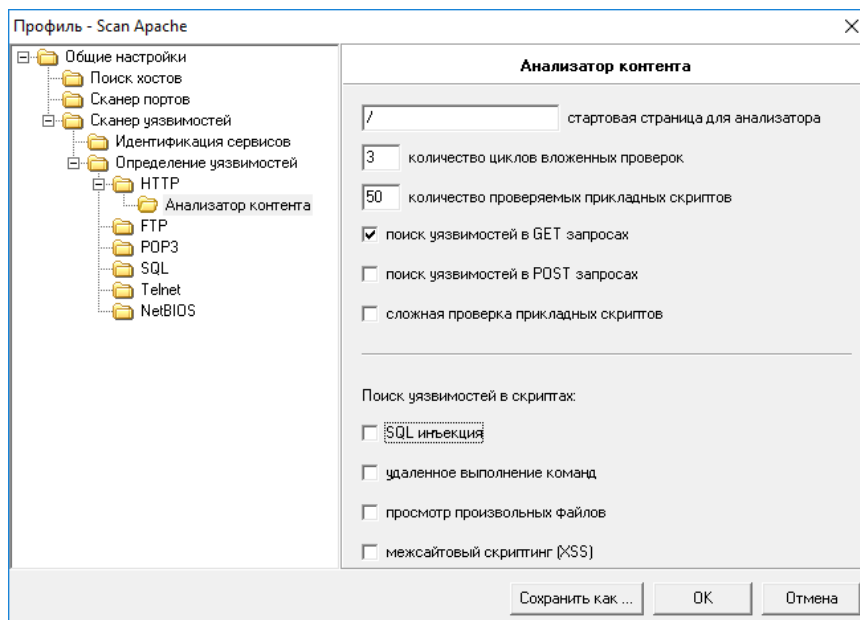 Профиль - Scan Apache
Общие настройки
Поиск хостов
Сканер портов
Сканер уязвимостей
Идентификация сервисов
Определение уязвимостей
HTTP
Анализатор контента
FTP
POP3
SQL
Telnet
NetBIOS
Анализатор контента
/ стартовая страница для анализатора
3 количество циклов вложенных проверок
50 количество проверяемых прикладных скриптов
поиск уязвимостей в GET запросах
поиск уязвимостей в POST запросах
сложная проверка прикладных скриптов
Поиск уязвимостей в скриптах:
SQL инъекция
удаленное выполнение команд
просмотр произвольных файлов
межсайтовый скриптинг (XSS)
Сохранить как ... OK Отмена